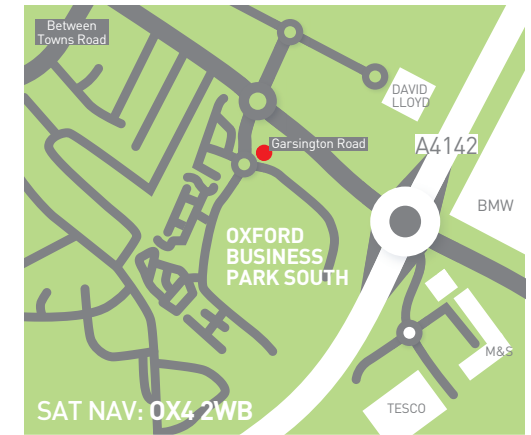 Between
Towns Road
DAVID
LLOYD
Garsington Road
A4142
BMW
OXFORD
BUSINESS
PARK SOUTH
M&S
TESCO
SAT NAV: OX4 2WB